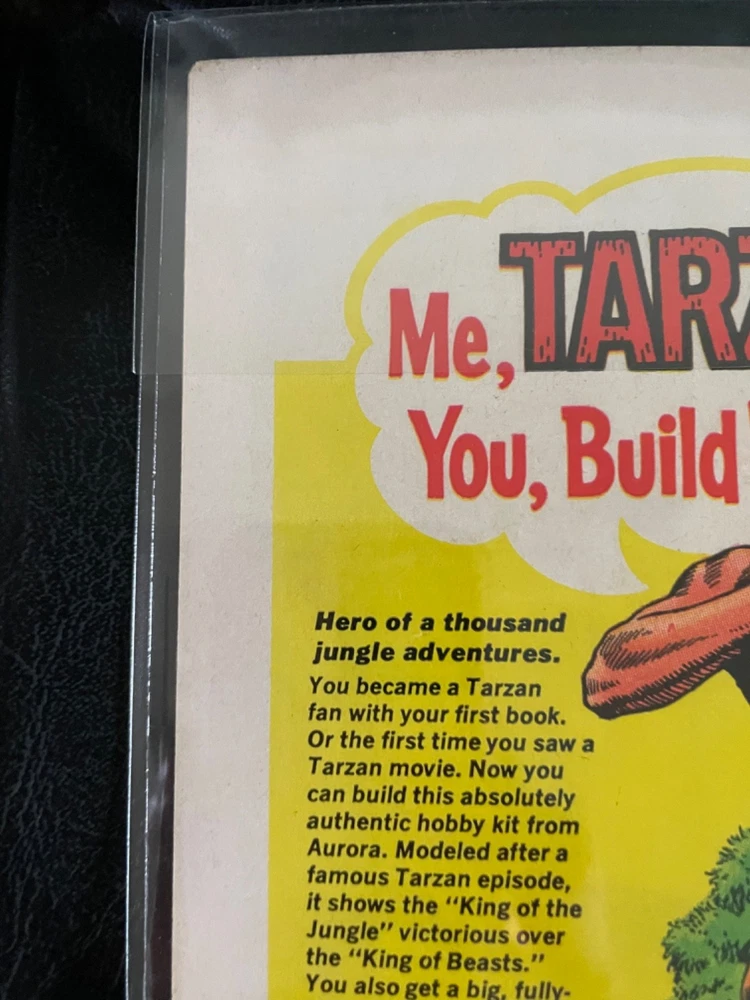 Me, TAR
You, Build
Hero of a thousand
jungle adventures.
You became a Tarzan
fan with your first book.
Or the first time you saw a
Tarzan movie. Now you
can build this absolutely
authentic hobby kit from
Aurora. Modeled after a
famous Tarzan episode,
it shows the "King of the
Jungle" victorious over
the "King of Beasts."
You also get a big, fully-